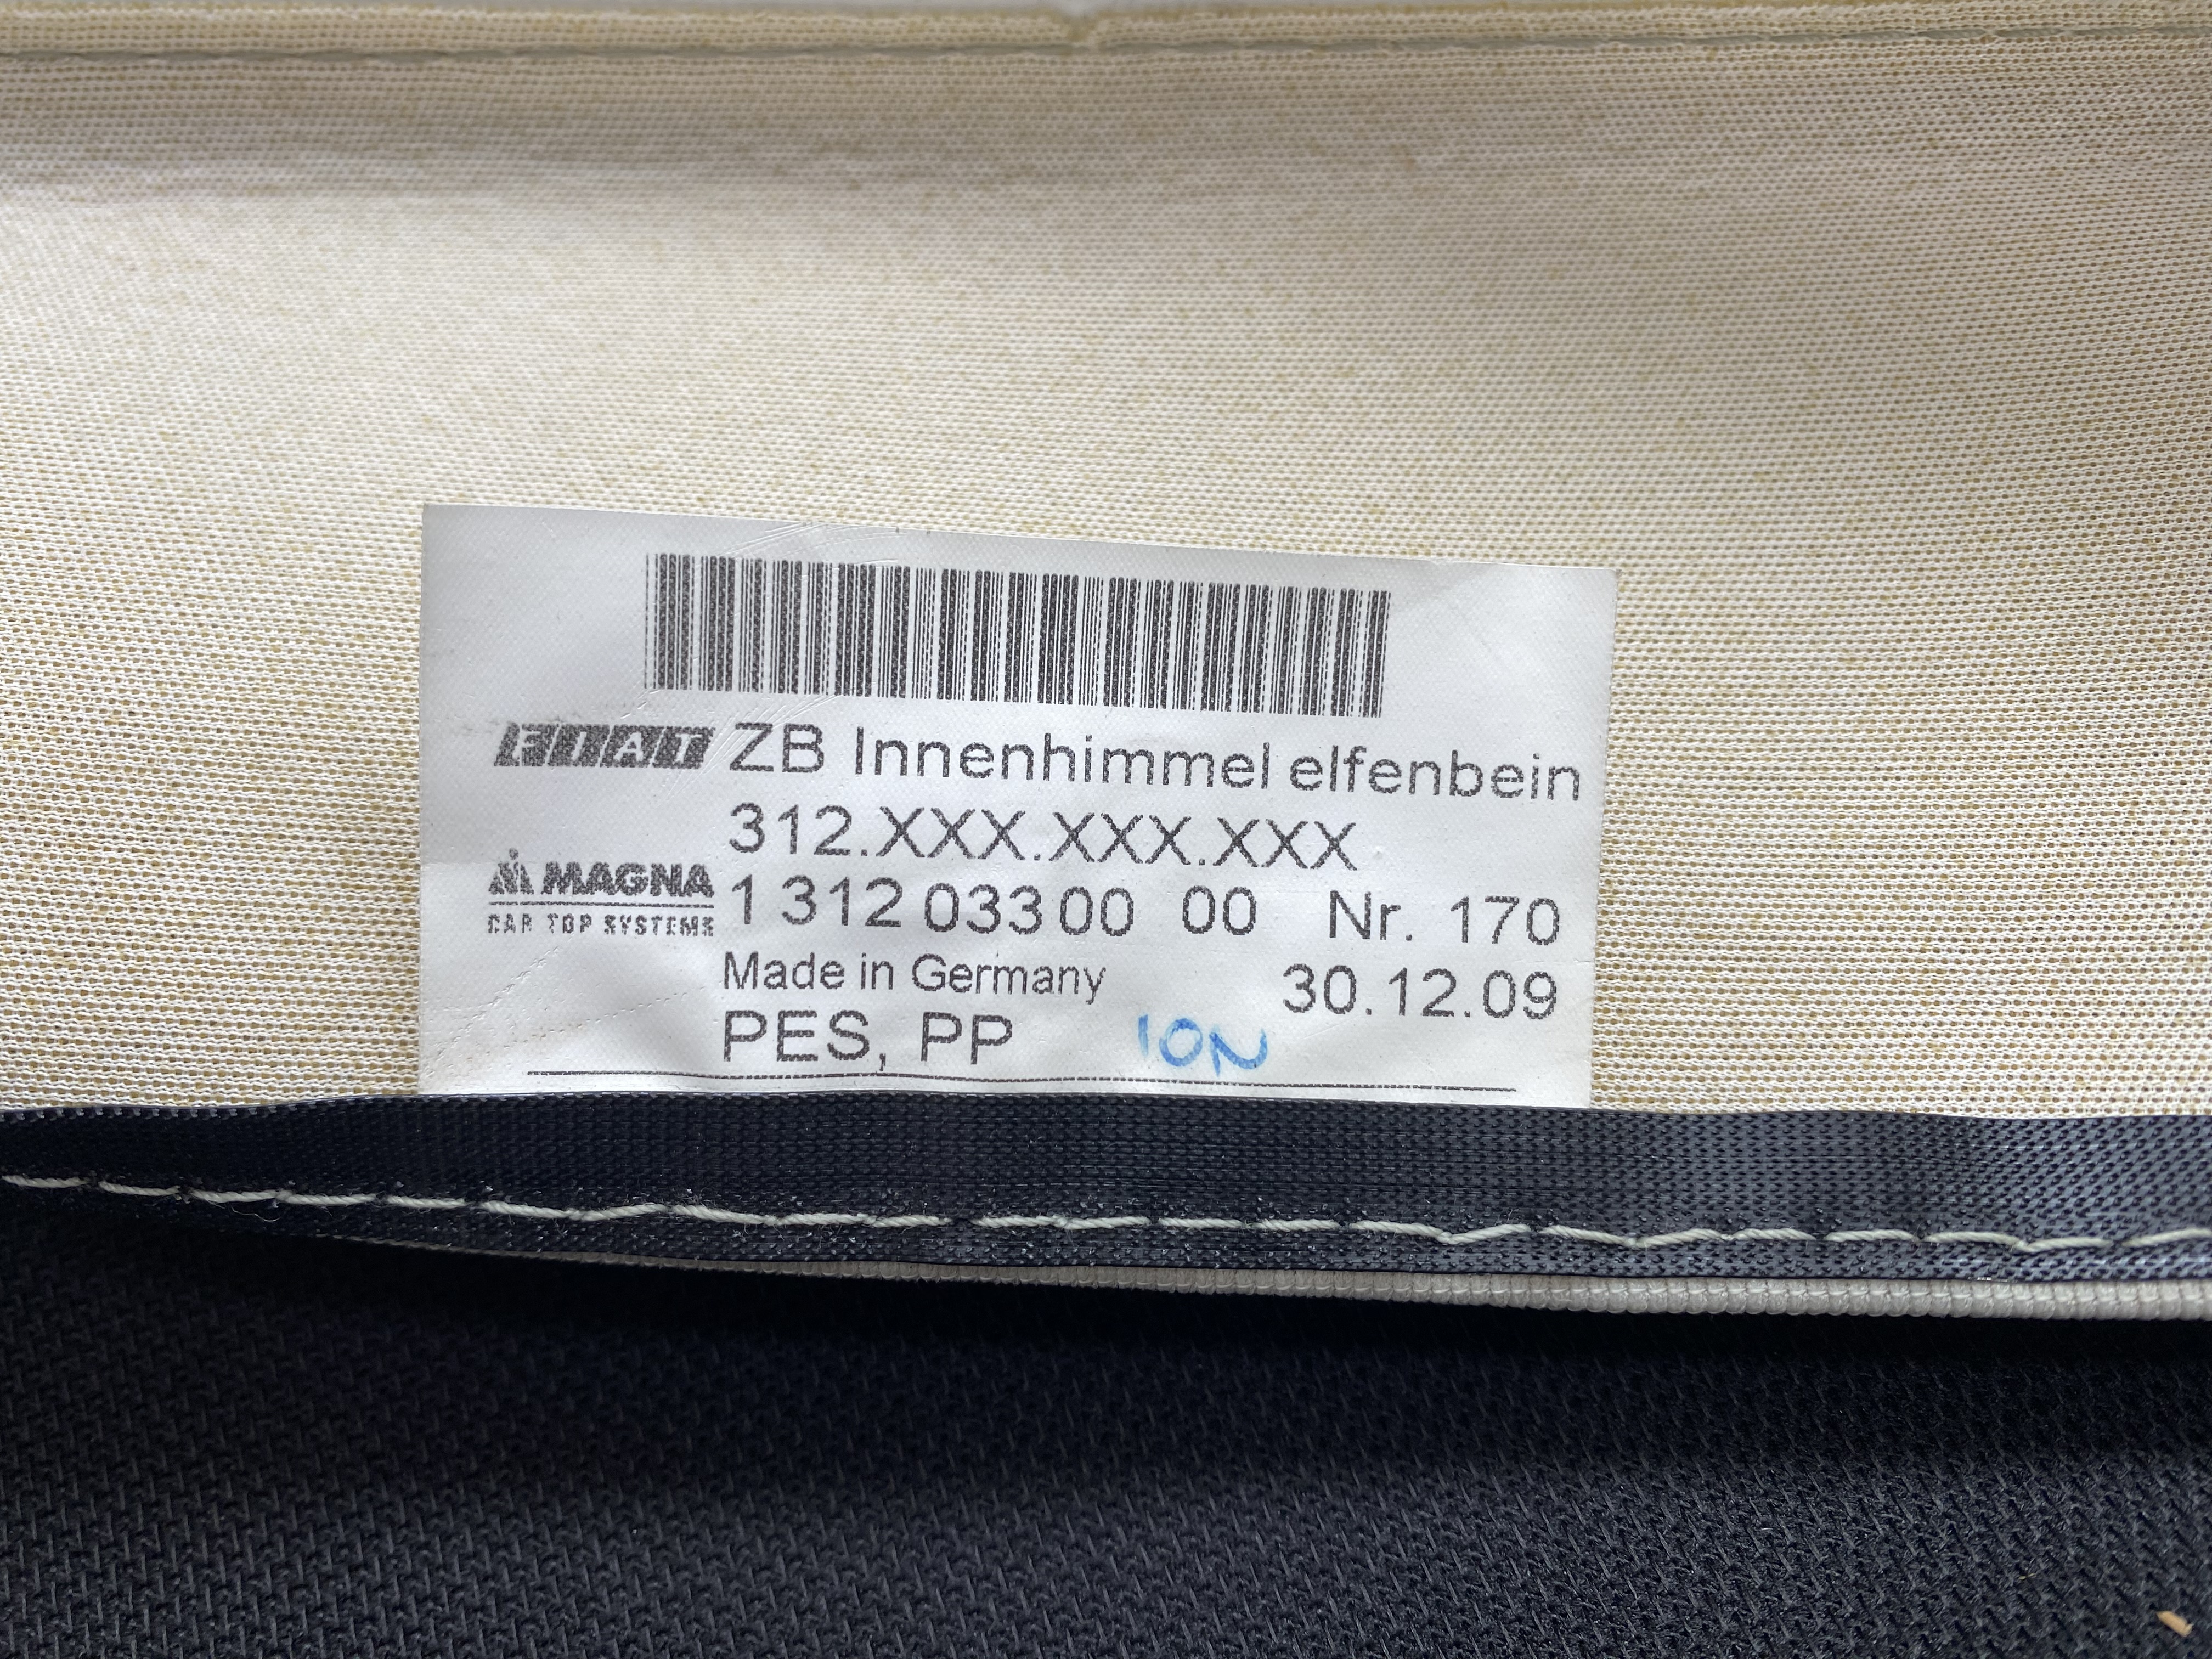 FIAT ZB Innenhimmel elfenbein
312.XXX.XXX.XXX
MAGNA
CAR TOP SYSTEMS
1 312 033 00 00 Nr. 170
Made in Germany 30.12.09
PES, PP ION